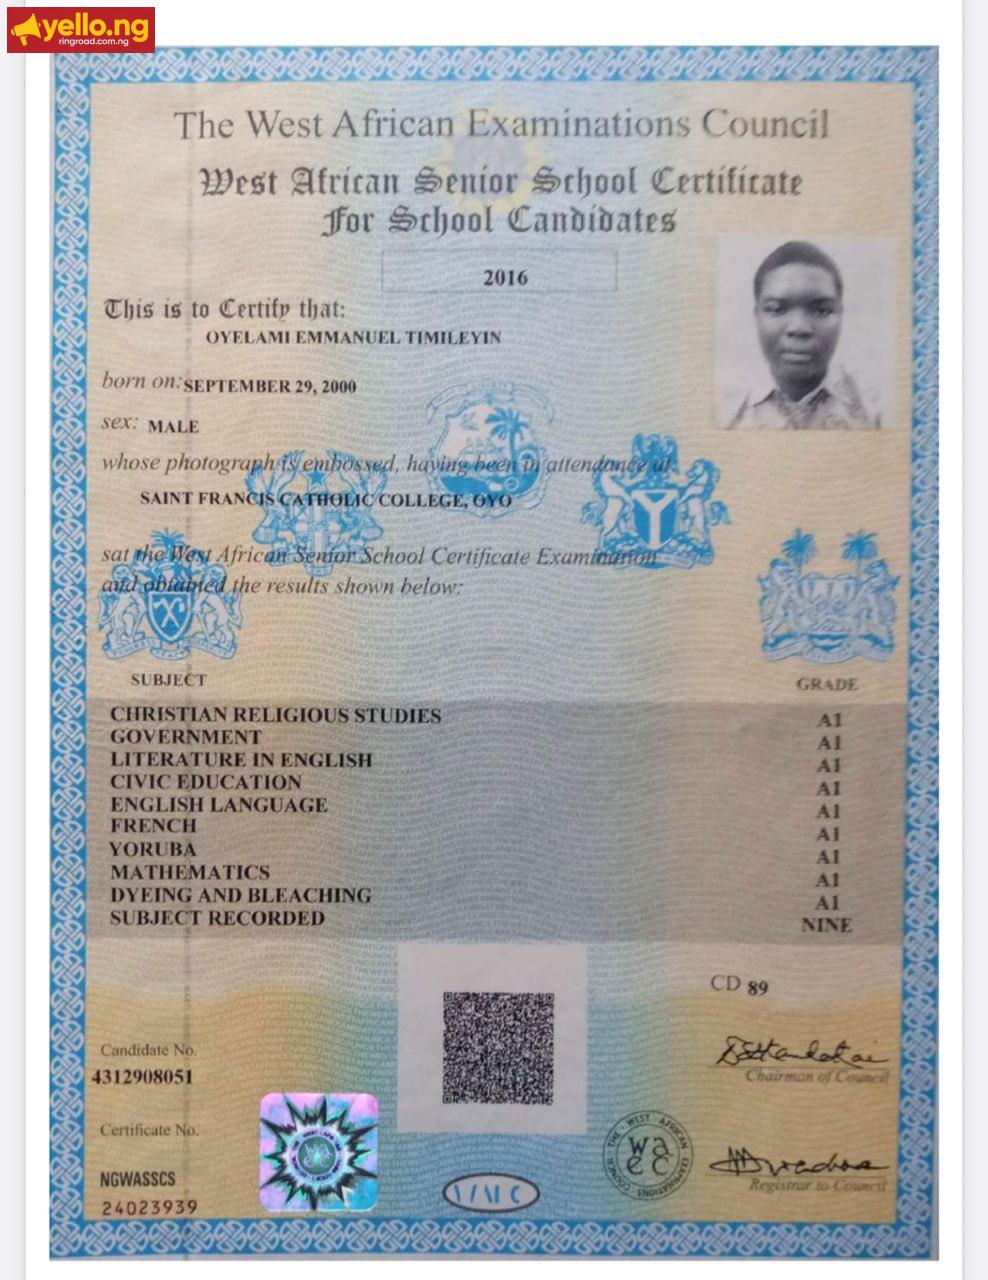 yello.ng
ringroad.com.ng
The West African Examinations Council
West African Senior School Certificate
For School Candidates
2016
This is to Certify that:
OYELAMI EMMANUEL TIMILEYIN
born on: SEPTEMBER 29, 2000
sex: MALE
whose photograph is embossed, having been in attendance at:
SAINT FRANCIS CATHOLIC COLLEGE, OYO
sat the West African Senior School Certificate Examination
and obtained the results shown below:
SUBJECT GRADE
CHRISTIAN RELIGIOUS STUDIES A1
GOVERNMENT A1
LITERATURE IN ENGLISH A1
CIVIC EDUCATION A1
ENGLISH LANGUAGE A1
FRENCH A1
YORUBA A1
MATHEMATICS A1
DYEING AND BLEACHING A1
SUBJECT RECORDED NINE
CD 89
Candidate No.
4312908051
Chairman of Council
Certificate No.
NGWASSCS
24023939
THE WEST AFRICAN EXAMINATIONS COUNCIL
waec
Registrar to Council